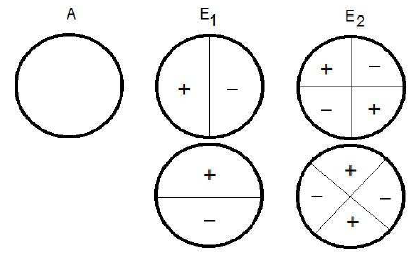 A E1 E2
+ − + −
− +
+ −
+
− −
+